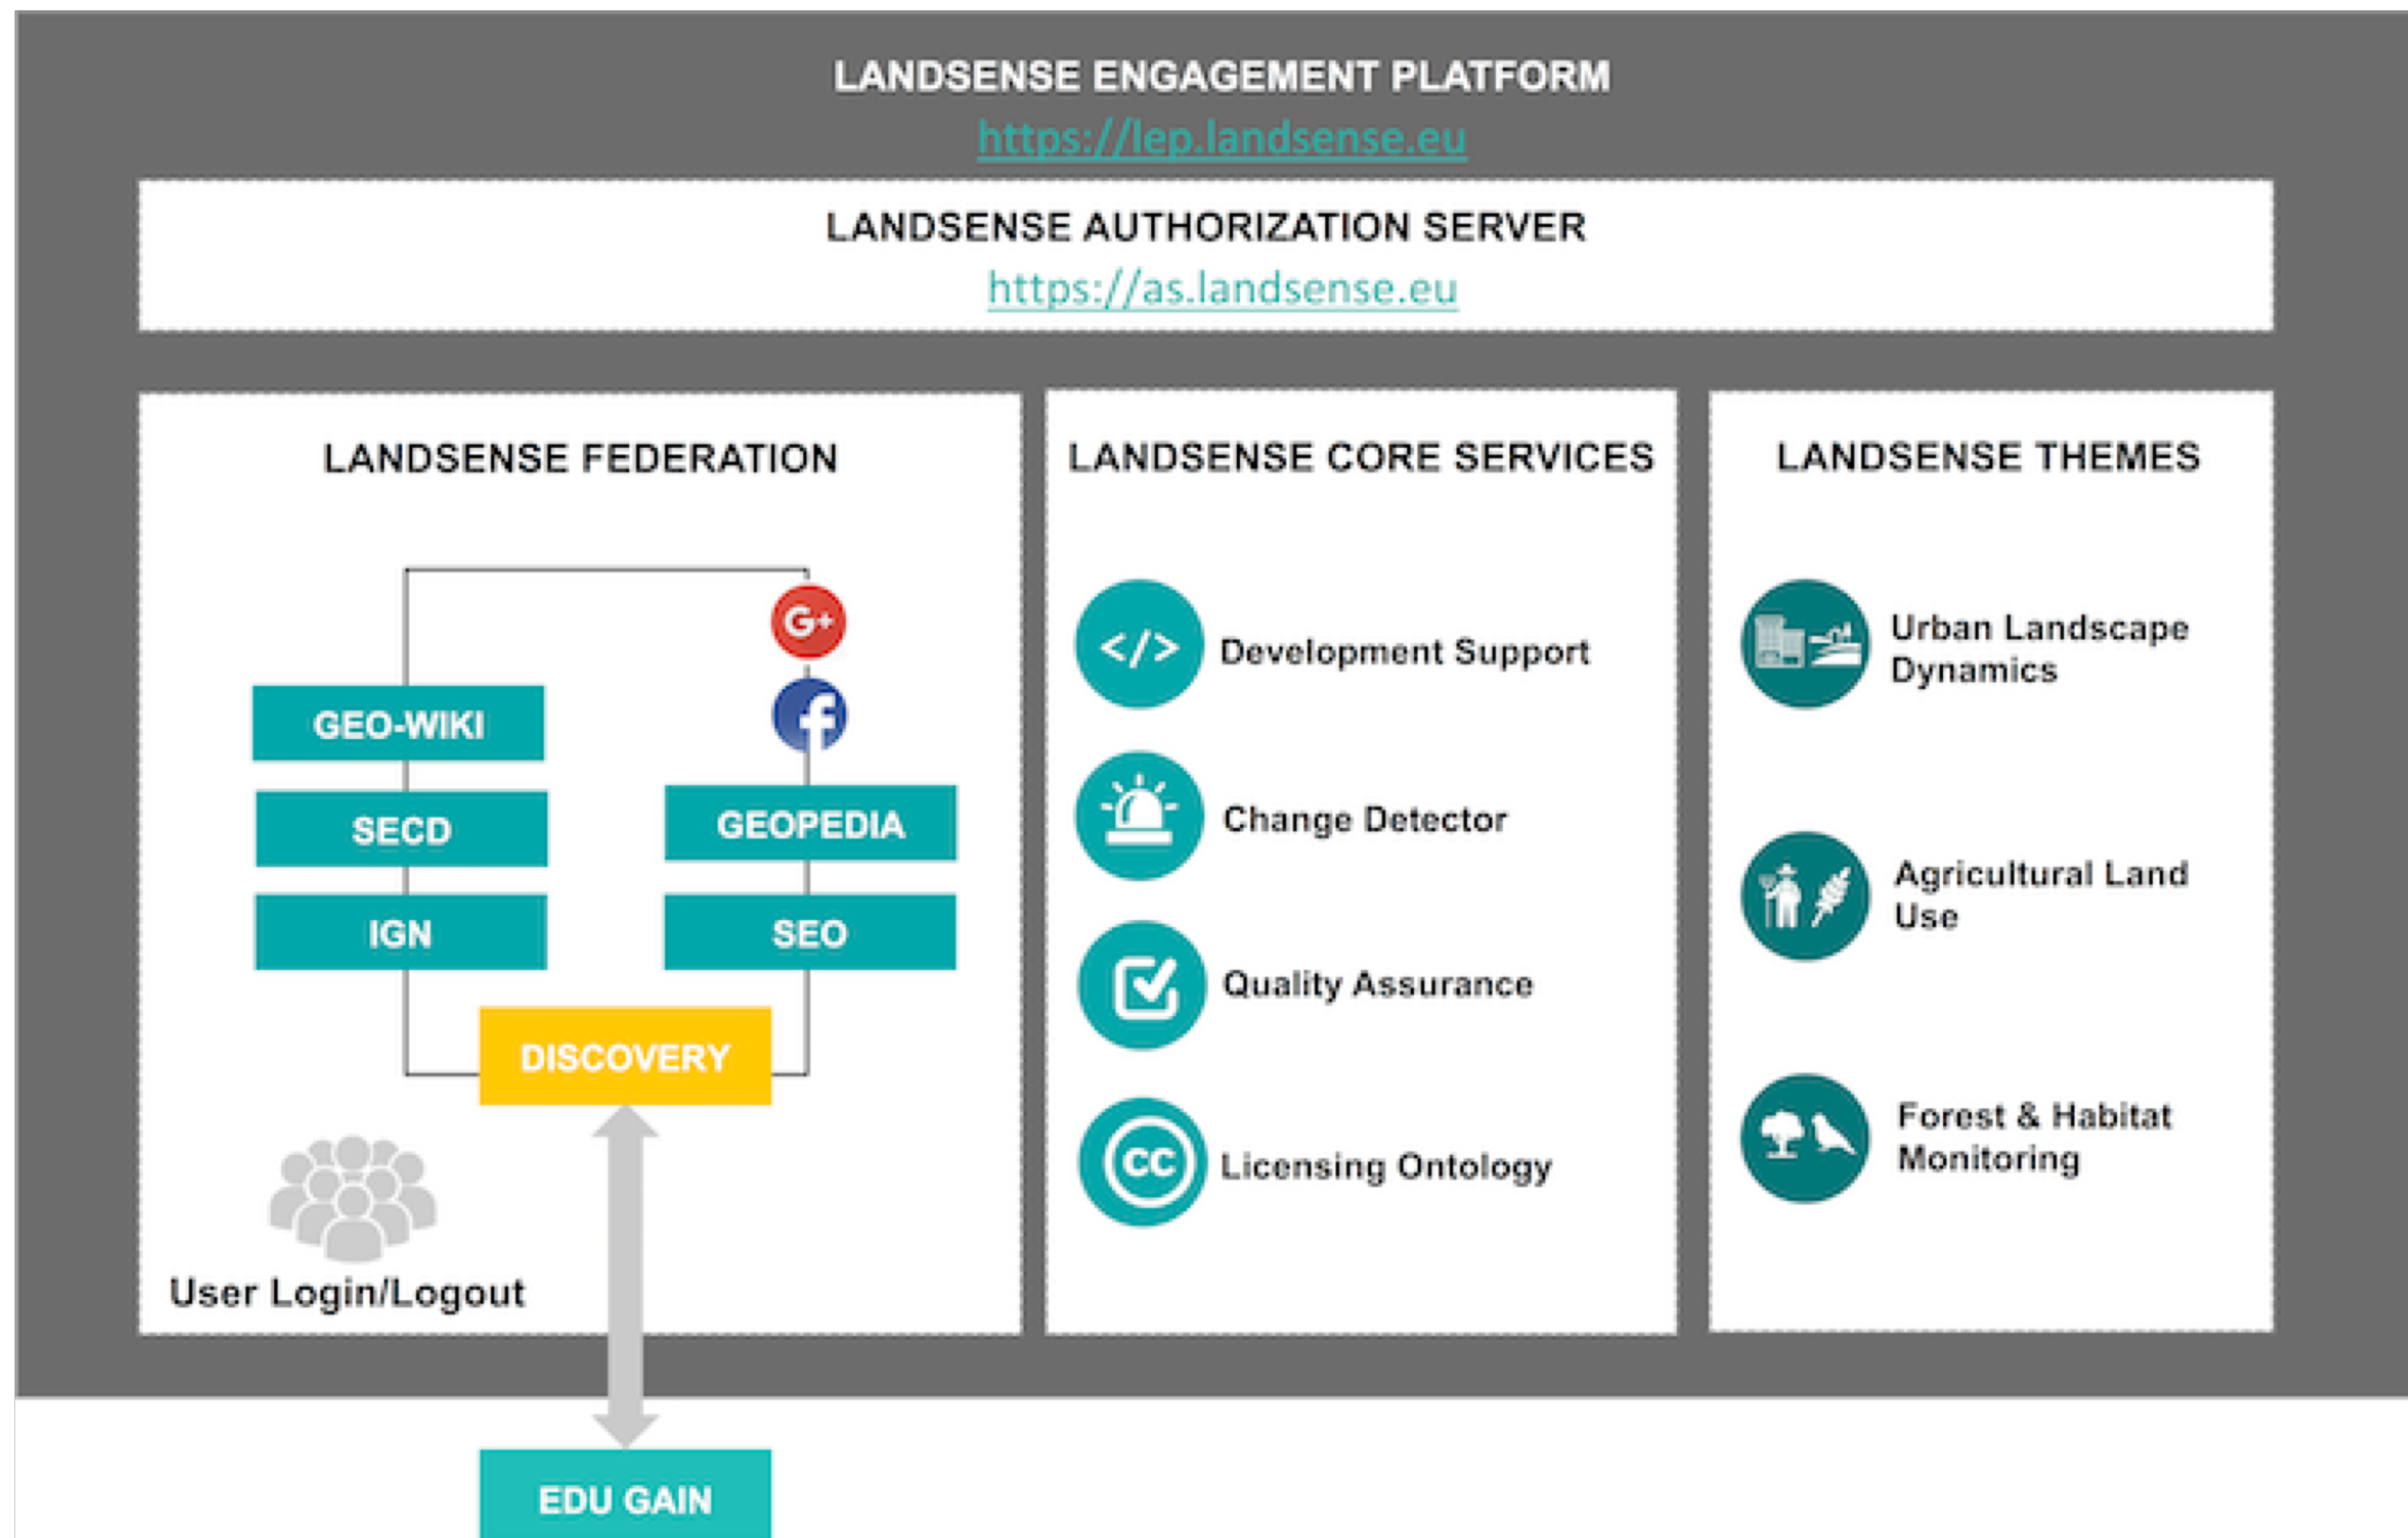 LANDSENSE ENGAGEMENT PLATFORM
https://lep.landsense.eu
LANDSENSE AUTHORIZATION SERVER
https://as.landsense.eu
LANDSENSE FEDERATION
G+
f
GEO-WIKI
SECD
GEOPEDIA
IGN
SEO
DISCOVERY
User Login/Logout
EDU GAIN
LANDSENSE CORE SERVICES
</>
Development Support
Change Detector
Quality Assurance
CC
Licensing Ontology
LANDSENSE THEMES
Urban Landscape
Dynamics
Agricultural Land
Use
Forest & Habitat
Monitoring